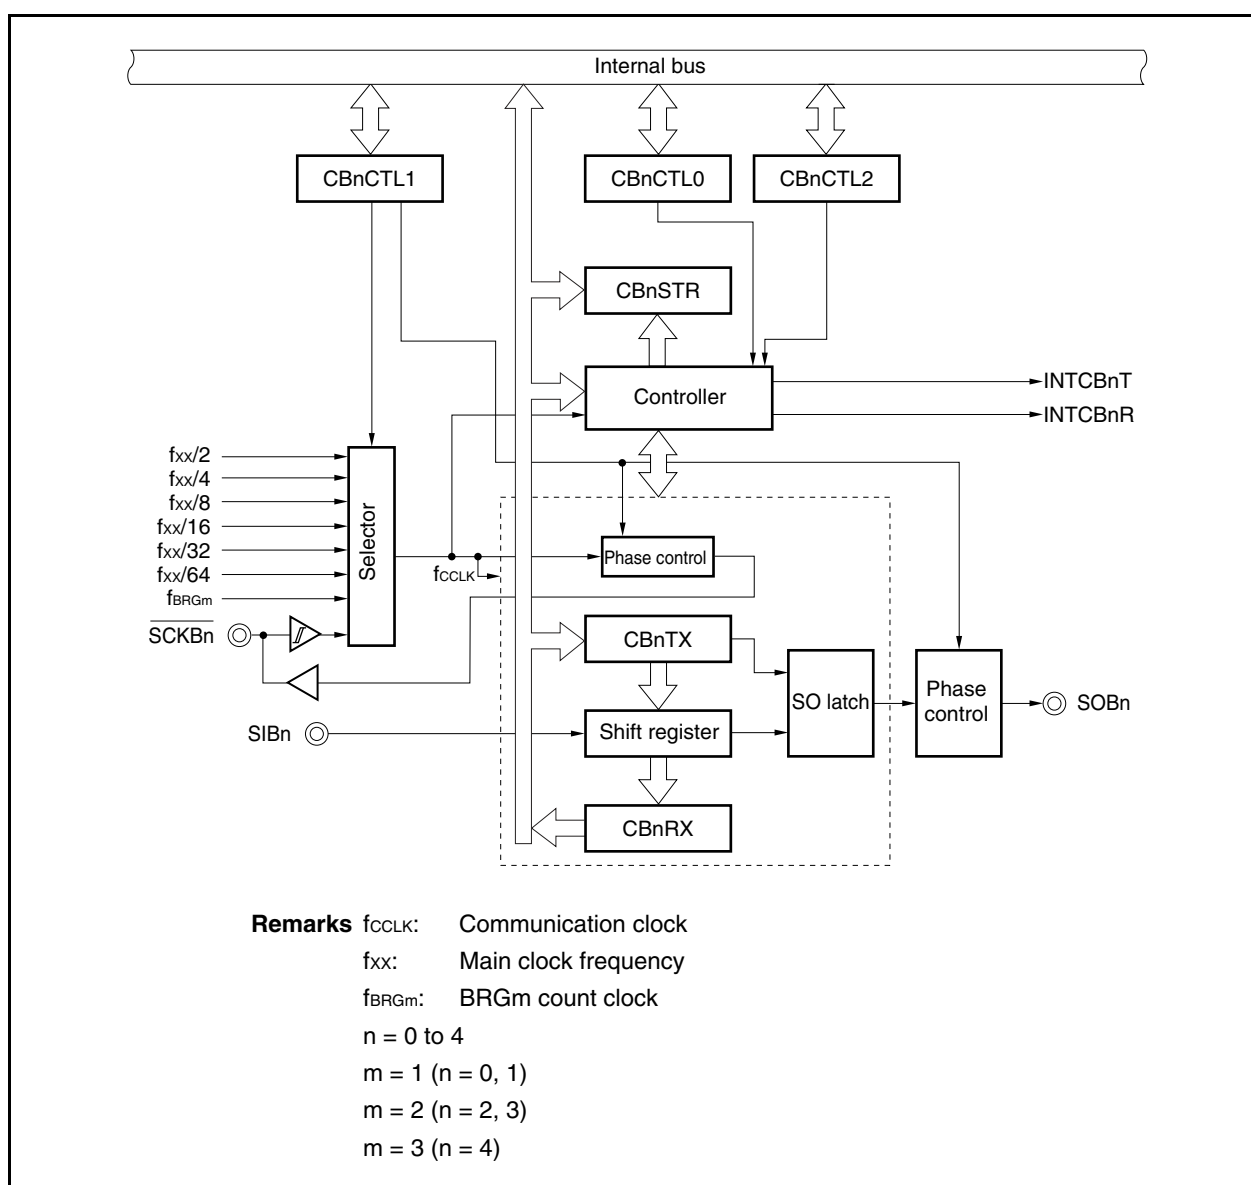 Internal bus
CBnCTL1
CBnCTL0
CBnCTL2
CBnSTR
Controller
INTCBnT
INTCBnR
fxx/2
fxx/4
fxx/8
fxx/16
fxx/32
fxx/64
fBRGm
SCKBn
Selector
fCCLK
Phase control
CBnTX
SO latch
Phase
control
SOBn
SIBn
Shift register
CBnRX
Remarks fCCLK: Communication clock
fxx: Main clock frequency
fBRGm: BRGm count clock
n = 0 to 4
m = 1 (n = 0, 1)
m = 2 (n = 2, 3)
m = 3 (n = 4)